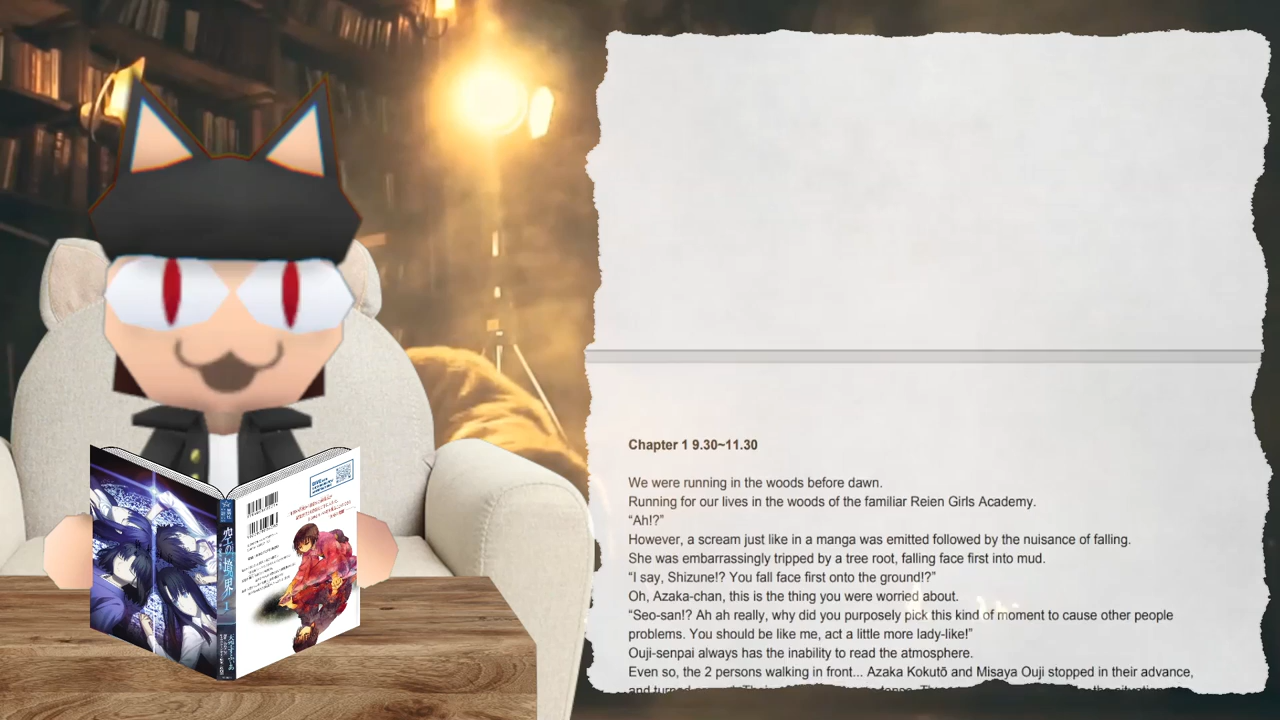 空の境界
1
Chapter 1 9.30~11.30
We were running in the woods before dawn.
Running for our lives in the woods of the familiar Reien Girls Academy.
“Ah!?”
However, a scream just like in a manga was emitted followed by the nuisance of falling.
She was embarrassingly tripped by a tree root, falling face first into mud.
“I say, Shizune!? You fall face first onto the ground!?”
Oh, Azaka-chan, this is the thing you were worried about.
“Seo-san!? Ah ah really, why did you purposely pick this kind of moment to cause other people
problems. You should be like me, act a little more lady-like!”
Ouji-senpai always has the inability to read the atmosphere.
Even so, the 2 persons walking in front... Azaka Kokutō and Misaya Ouji stopped in their advance,